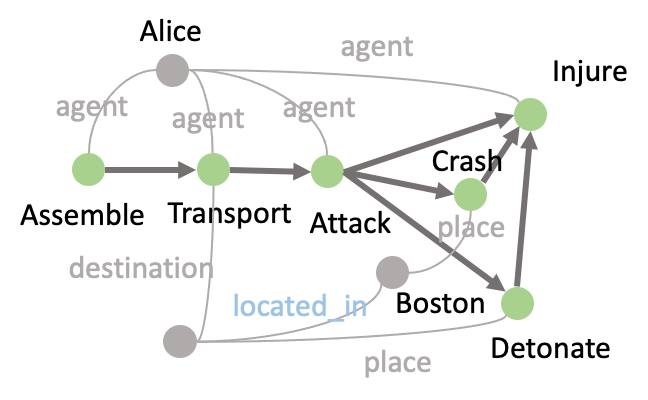 Alice
agent
Injure
agent
agent
agent
Crash
Assemble
Transport
Attack
place
destination
located_in
Boston
Detonate
place